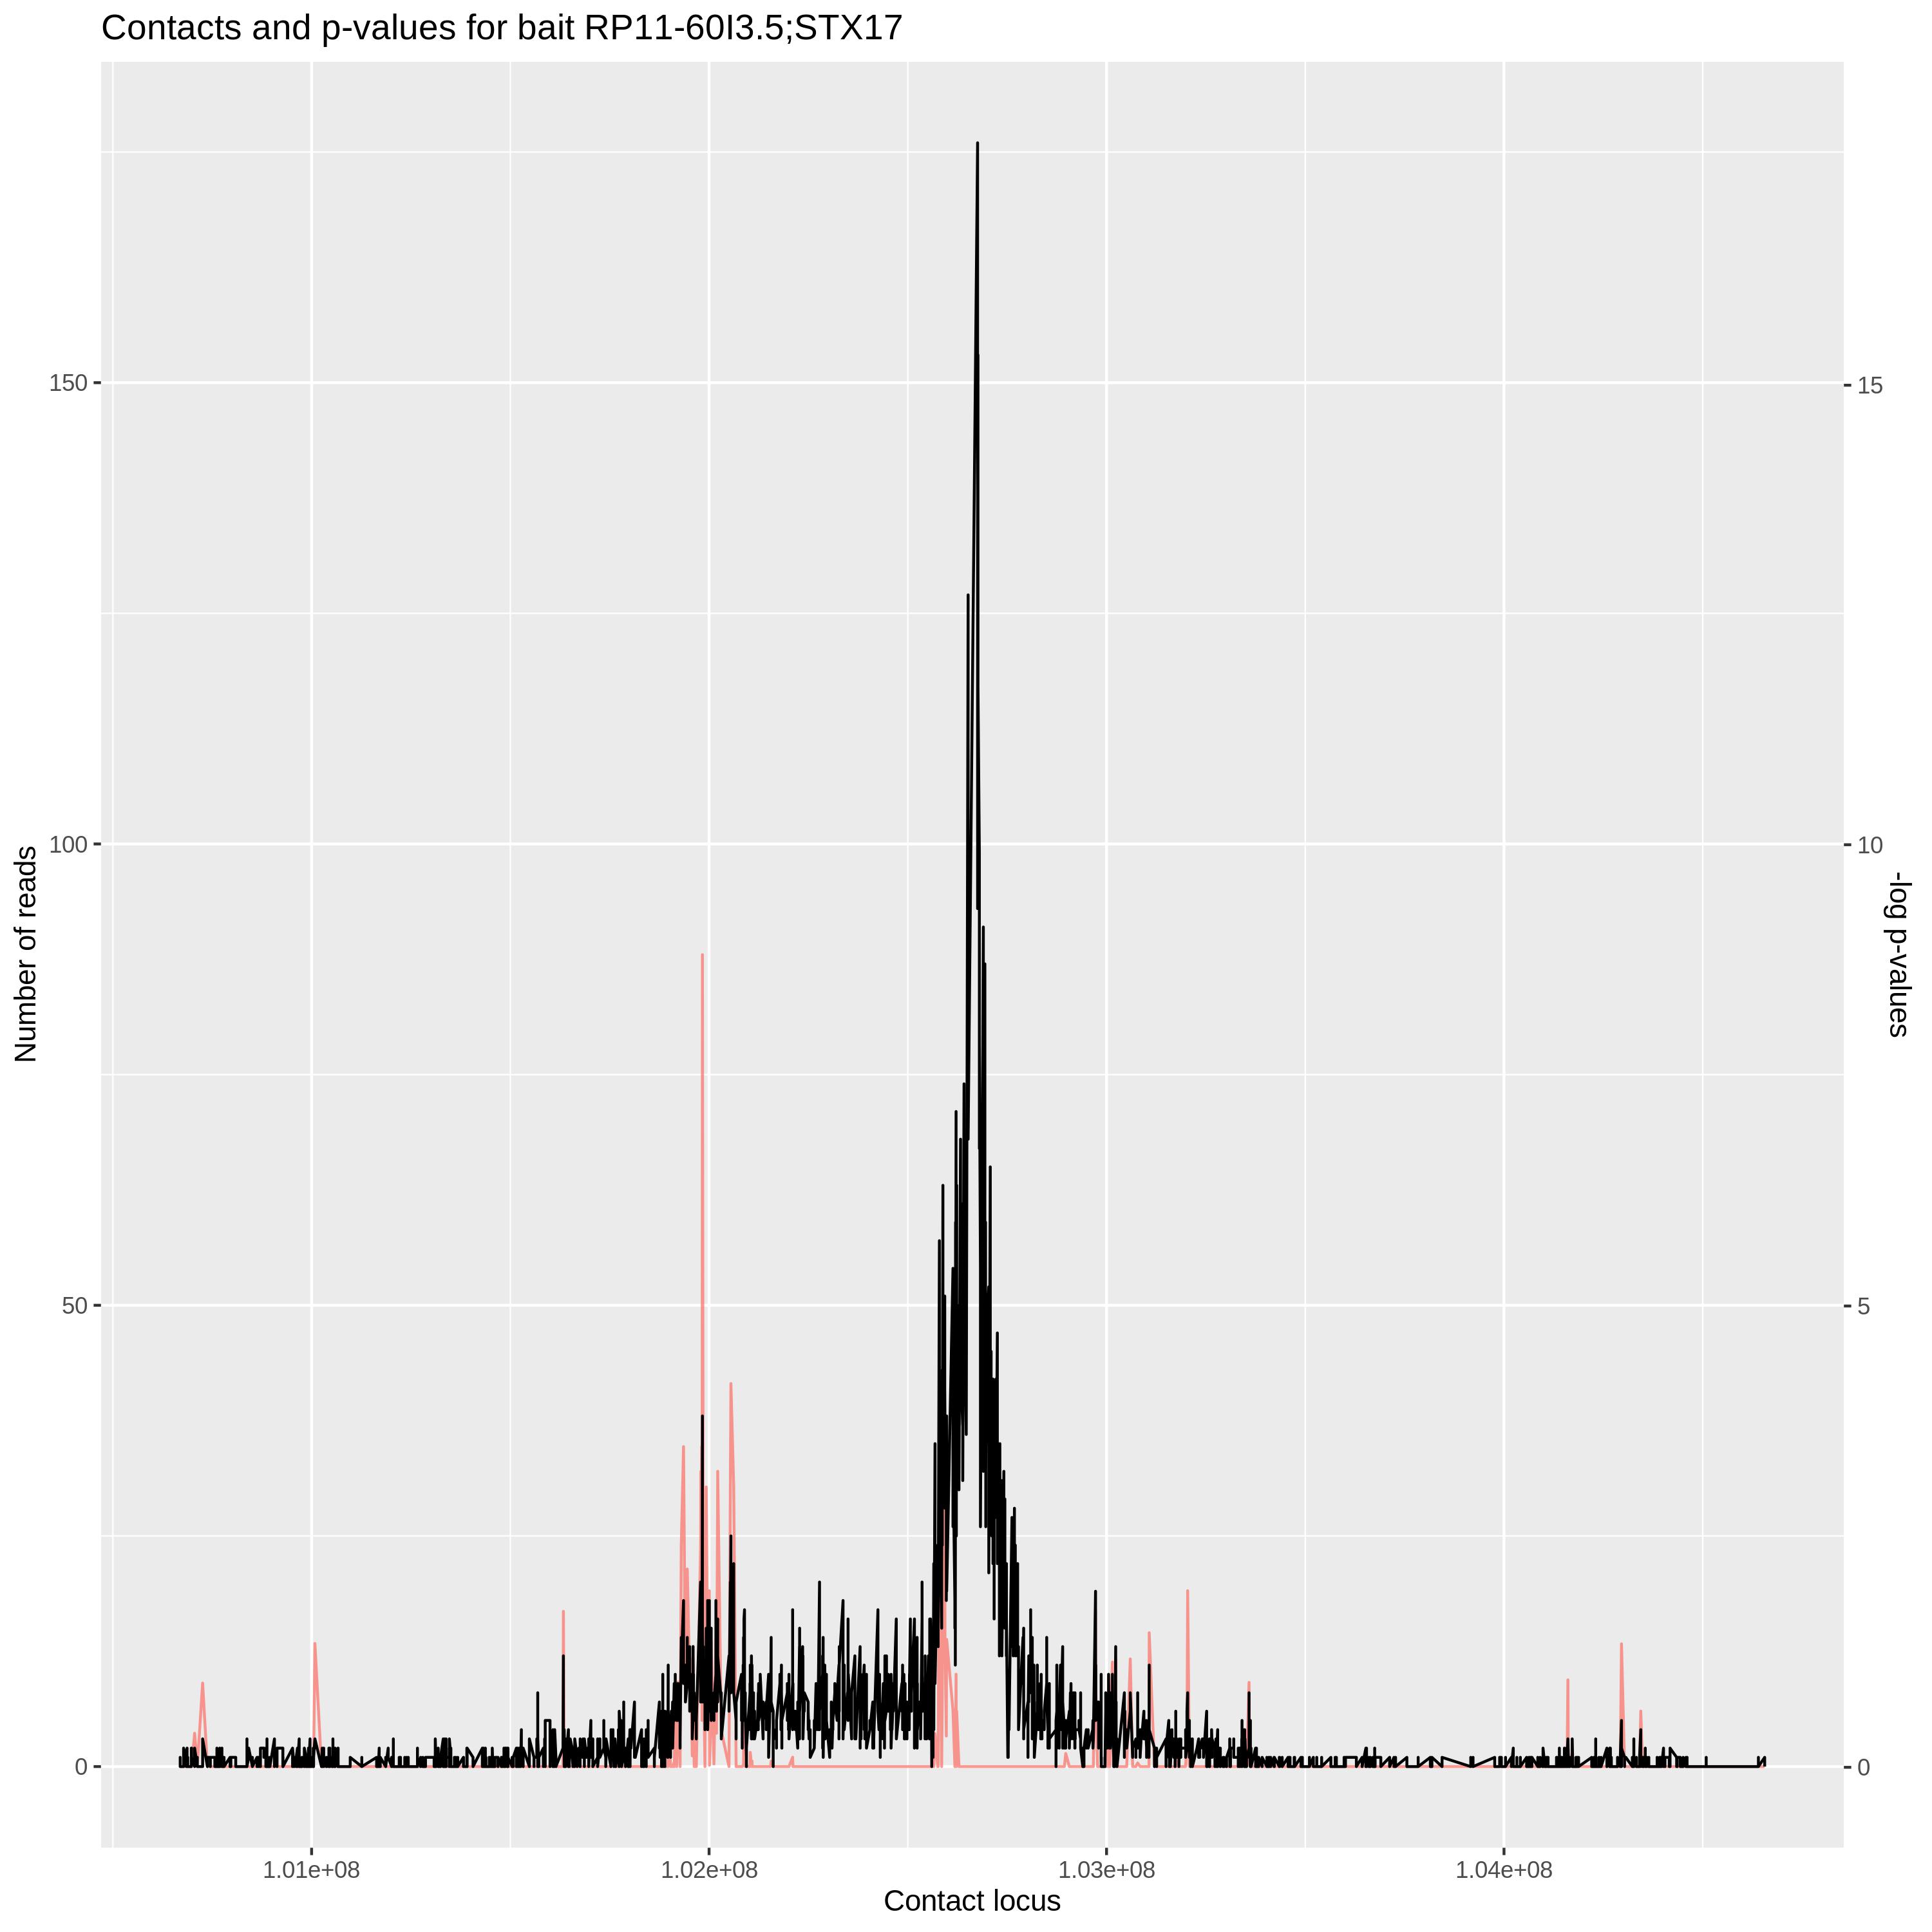 Contacts and p-values for bait RP11-60I3.5;STX17
150
100
50
0
15
10
5
0
Number of reads
-log p-values
1.01e+08
1.02e+08
1.03e+08
1.04e+08
Contact locus